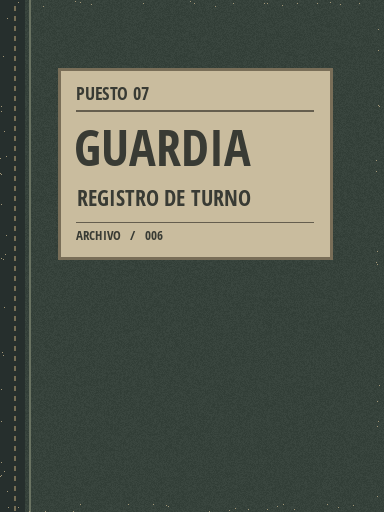 PUESTO 07
GUARDIA
REGISTRO DE TURNO
ARCHIVO / 006